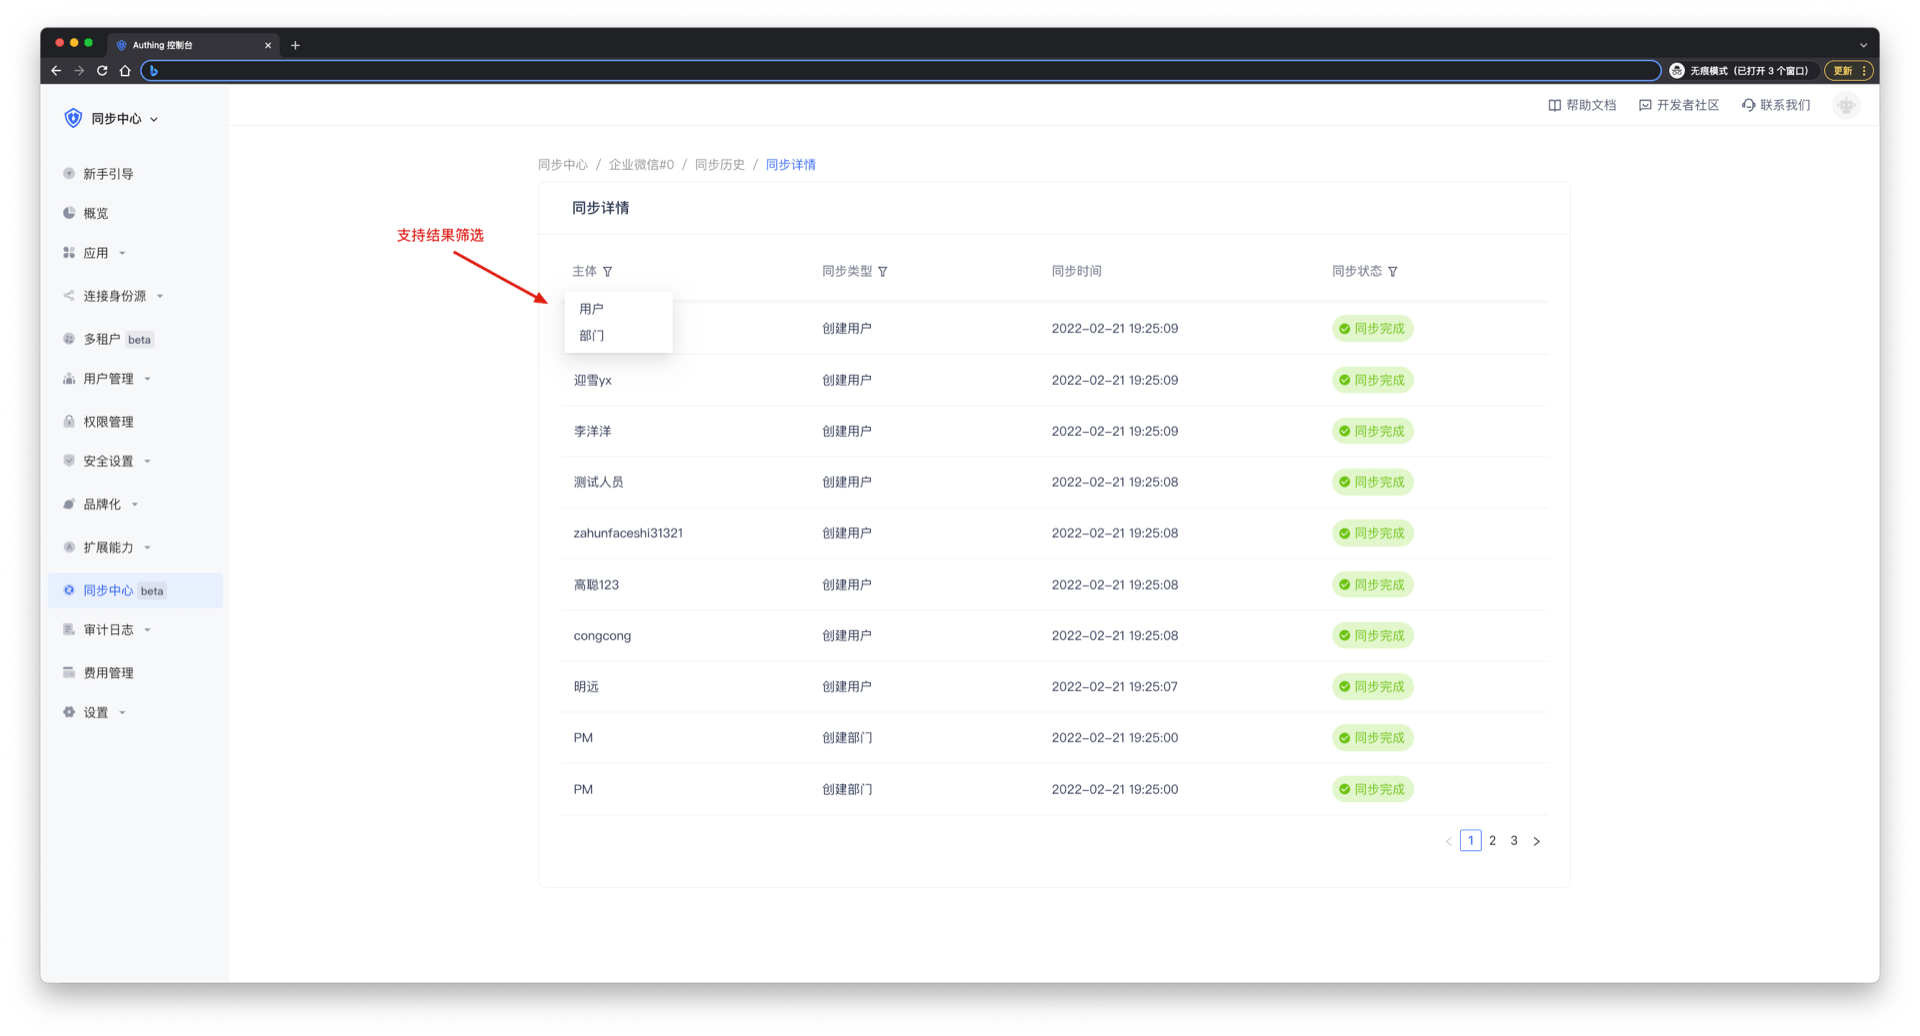 Authing 控制台
无痕模式（已打开 3 个窗口）
更新
同步中心
帮助文档
开发者社区
联系我们
新手引导
概览
应用
连接身份源
多租户 beta
用户管理
权限管理
安全设置
品牌化
扩展能力
同步中心 beta
审计日志
费用管理
设置
同步中心 / 企业微信#0 / 同步历史 / 同步详情
同步详情
支持结果筛选
主体 同步类型 同步时间 同步状态
用户
部门
创建用户 2022-02-21 19:25:09 同步完成
迎雪yx 创建用户 2022-02-21 19:25:09 同步完成
李洋洋 创建用户 2022-02-21 19:25:09 同步完成
测试人员 创建用户 2022-02-21 19:25:08 同步完成
zahunfaceshi31321 创建用户 2022-02-21 19:25:08 同步完成
高聪123 创建用户 2022-02-21 19:25:08 同步完成
congcong 创建用户 2022-02-21 19:25:08 同步完成
明远 创建用户 2022-02-21 19:25:07 同步完成
PM 创建部门 2022-02-21 19:25:00 同步完成
PM 创建部门 2022-02-21 19:25:00 同步完成
1 2 3